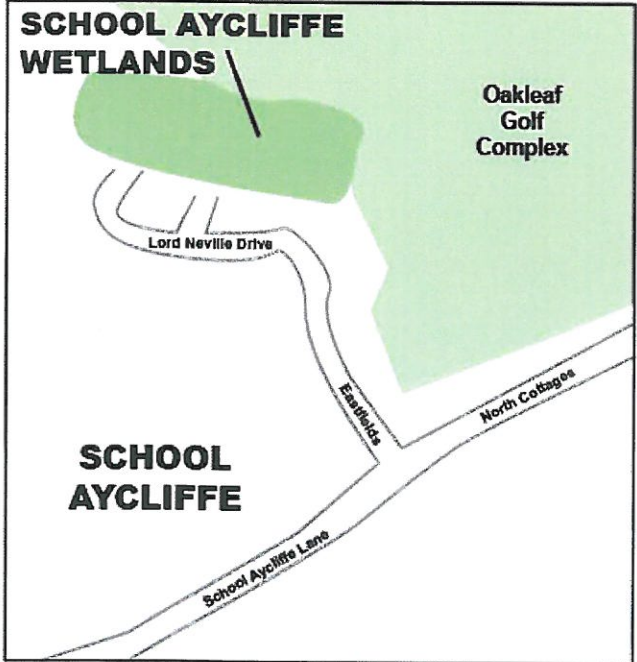 SCHOOL AYCLIFFE
WETLANDS
Oakleaf
Golf
Complex
Lord Neville Drive
Eastfields
North Cottages
SCHOOL
AYCLIFFE
School Aycliffe Lane